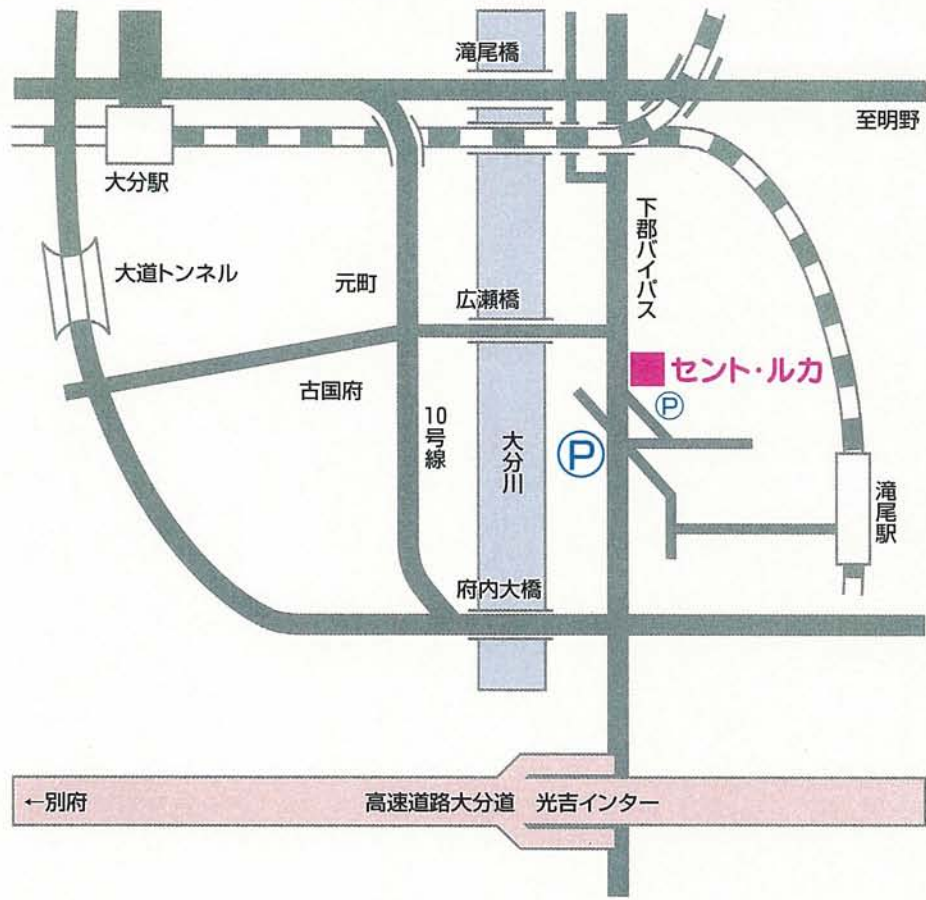 滝尾橋
至明野
大分駅
下郡バイパス
大道トンネル
元町
広瀬橋
セント・ルカ
P
古国府
10号線
大分川
P
滝尾駅
府内大橋
←別府
高速道路大分道 光吉インター